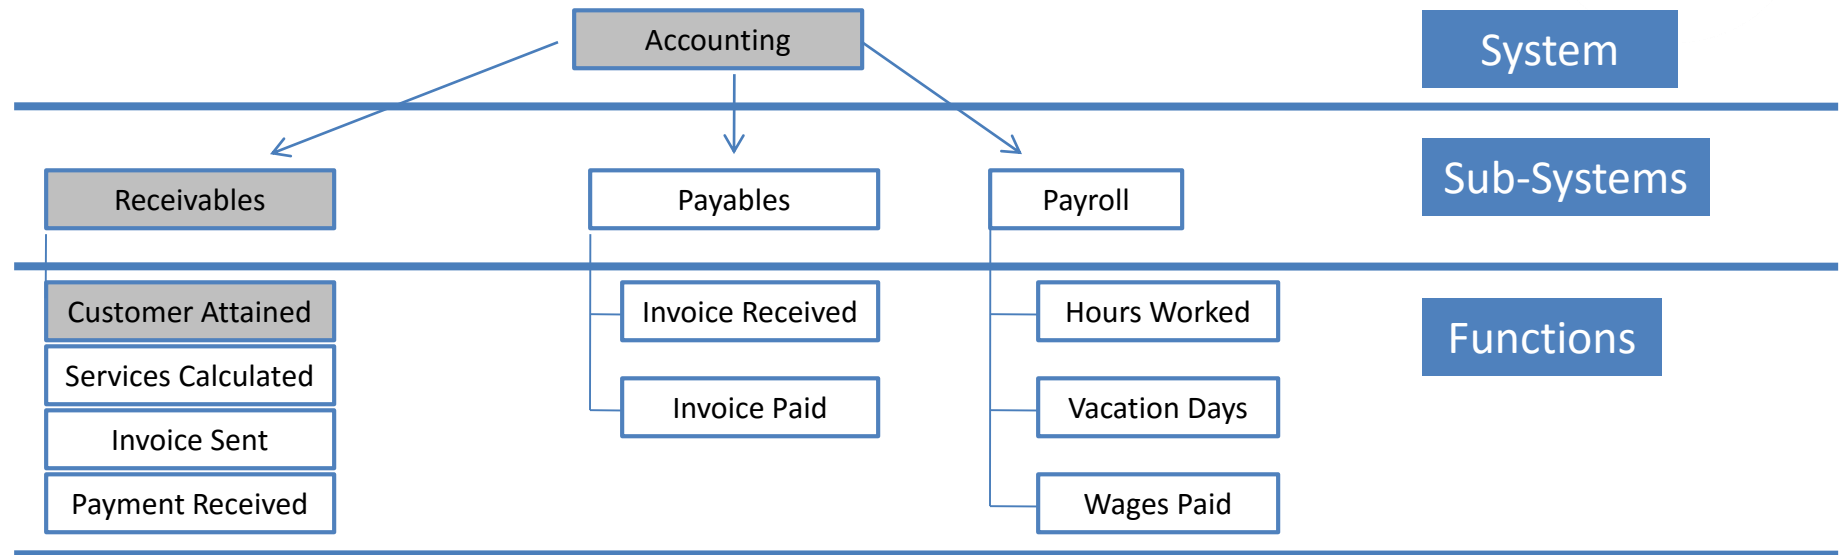 Accounting
System
Receivables
Payables
Payroll
Sub-Systems
Customer Attained
Invoice Received
Hours Worked
Functions
Services Calculated
Invoice Paid
Vacation Days
Invoice Sent
Payment Received
Wages Paid